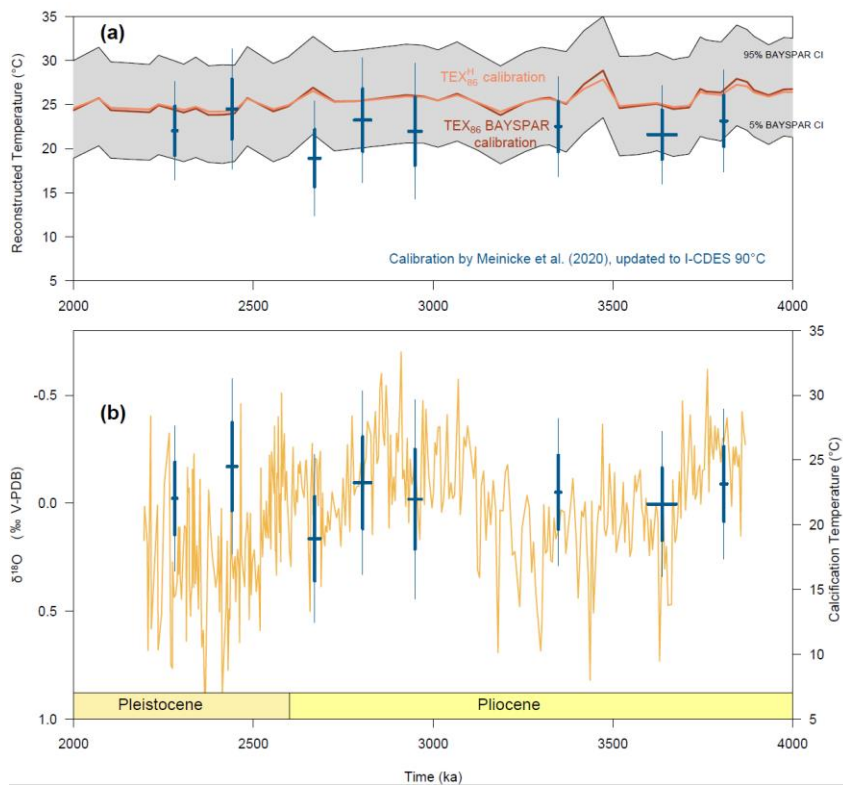 (a)
Reconstructed Temperature (°C)
35
30
25
20
15
10
5
95% BAYSPAR CI
TEX₈₆ᴴ calibration
5% BAYSPAR CI
TEX₈₆ BAYSPAR
calibration
Calibration by Meinicke et al. (2020), updated to I-CDES 90°C
2000
2500
3000
3500
4000
(b)
δ¹⁸O (‰ V-PDB)
-0.5
0.0
0.5
1.0
35
30
25
20
15
10
5
Calcification Temperature (°C)
Pleistocene
Pliocene
2000
2500
3000
3500
4000
Time (ka)